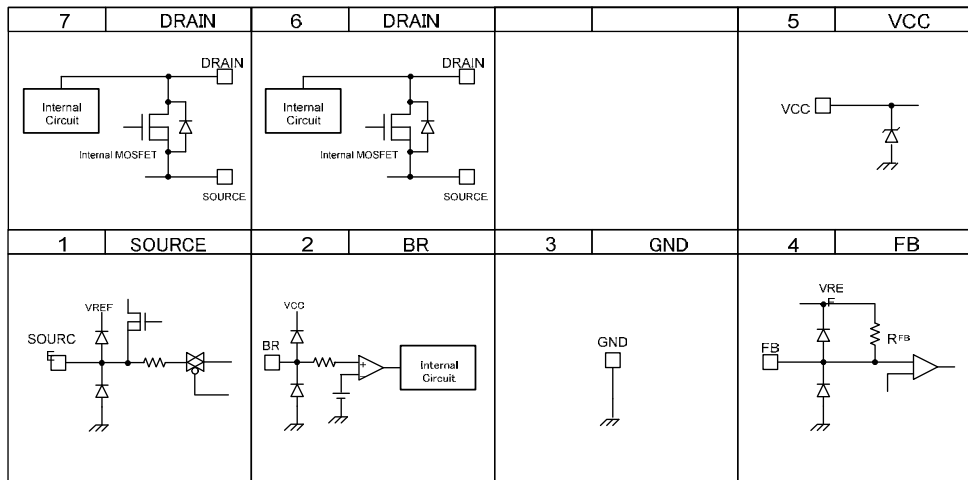 7 DRAIN 6 DRAIN 5 VCC
DRAIN
Internal
Circuit
Internal MOSFET
SOURCE
DRAIN
Internal
Circuit
Internal MOSFET
SOURCE
VCC
1 SOURCE 2 BR 3 GND 4 FB
VREF
SOURC
E
VCC
BR
+
-
Internal
Circuit
GND
VRE
F
RFB
FB